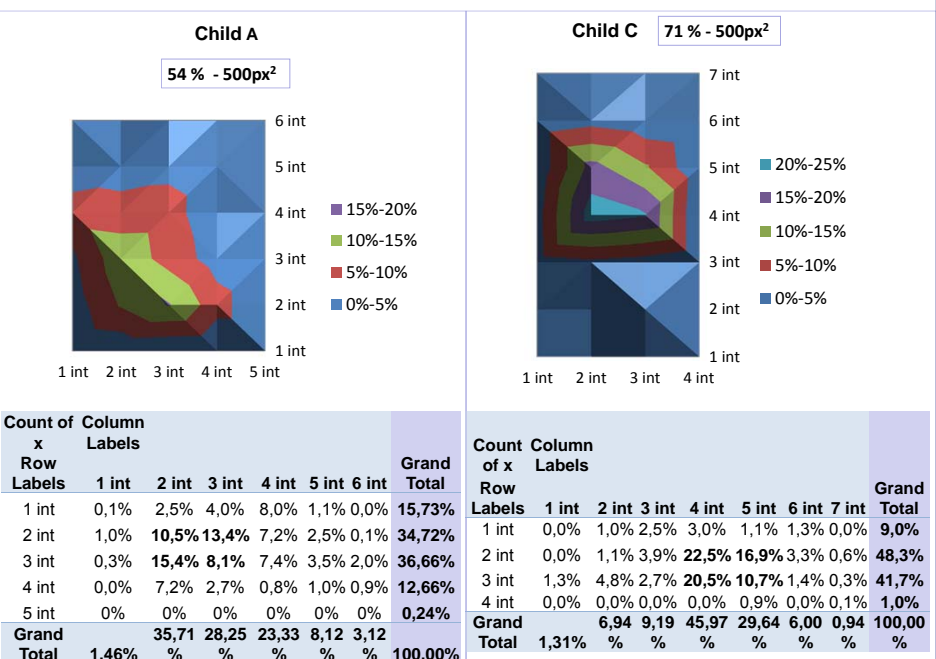 Child A
54 % - 500px²
6 int
5 int
4 int
3 int
2 int
1 int
1 int 2 int 3 int 4 int 5 int
15%-20%
10%-15%
5%-10%
0%-5%
Count of x Column Labels
Row Labels 1 int 2 int 3 int 4 int 5 int 6 int Grand Total
1 int 0,1% 2,5% 4,0% 8,0% 1,1% 0,0% 15,73%
2 int 1,0% 10,5% 13,4% 7,2% 2,5% 0,1% 34,72%
3 int 0,3% 15,4% 8,1% 7,4% 3,5% 2,0% 36,66%
4 int 0,0% 7,2% 2,7% 0,8% 1,0% 0,9% 12,66%
5 int 0% 0% 0% 0% 0% 0% 0,24%
Grand Total 1,46% 35,71 % 28,25 % 23,33 % 8,12 % 3,12 % 100,00%
Child C
71 % - 500px²
7 int
6 int
5 int
4 int
3 int
2 int
1 int
1 int 2 int 3 int 4 int
20%-25%
15%-20%
10%-15%
5%-10%
0%-5%
Count of x Column Labels
Row Labels 1 int 2 int 3 int 4 int 5 int 6 int 7 int Grand Total
1 int 0,0% 1,0% 2,5% 3,0% 1,1% 1,3% 0,0% 9,0%
2 int 0,0% 1,1% 3,9% 22,5% 16,9% 3,3% 0,6% 48,3%
3 int 1,3% 4,8% 2,7% 20,5% 10,7% 1,4% 0,3% 41,7%
4 int 0,0% 0,0% 0,0% 0,0% 0,9% 0,0% 0,1% 1,0%
Grand Total 1,31% 6,94 % 9,19 % 45,97 % 29,64 % 6,00 % 0,94 % 100,00 %